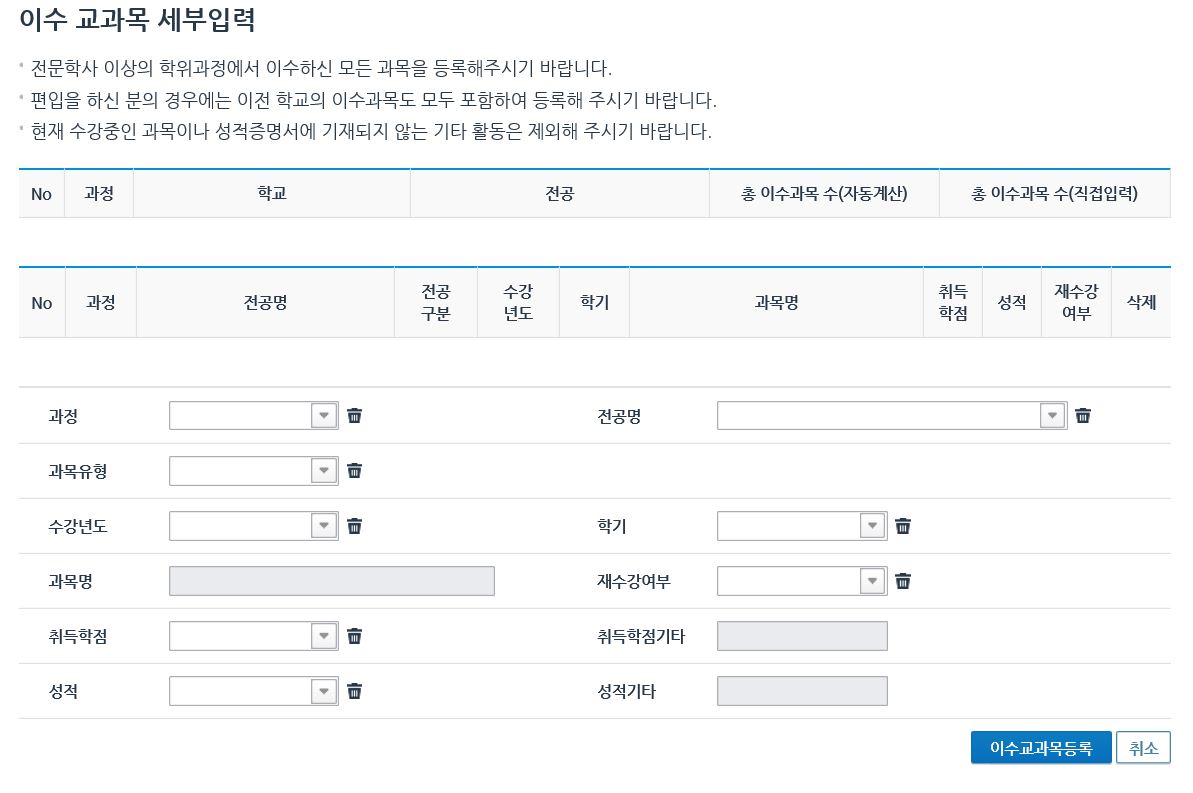 이수 교과목 세부입력
전문학사 이상의 학위과정에서 이수하신 모든 과목을 등록해주시기 바랍니다.
편입을 하신 분의 경우에는 이전 학교의 이수과목도 모두 포함하여 등록해 주시기 바랍니다.
현재 수강중인 과목이나 성적증명서에 기재되지 않는 기타 활동은 제외해 주시기 바랍니다.
No 과정 학교 전공 총 이수과목 수(자동계산) 총 이수과목 수(직접입력)
No 과정 전공명 전공 구분 수강 년도 학기 과목명 취득 학점 성적 재수강 여부 삭제
과정 전공명
과목유형
수강년도 학기
과목명 재수강여부
취득학점 취득학점기타
성적 성적기타
이수교과목등록 취소